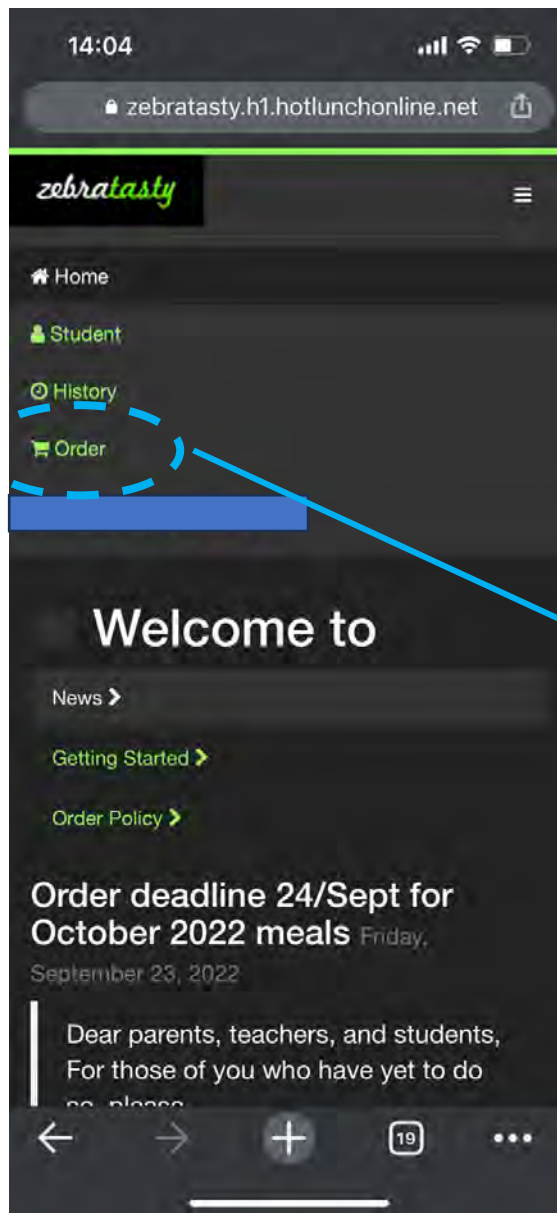 14:04
zebratasty.h1.hotlunchonline.net
zebratasty
Home
Student
History
Order
Welcome to
News
Getting Started
Order Policy
Order deadline 24/Sept for
October 2022 meals Friday,
September 23, 2022
Dear parents, teachers, and students,
For those of you who have yet to do
so, please
19